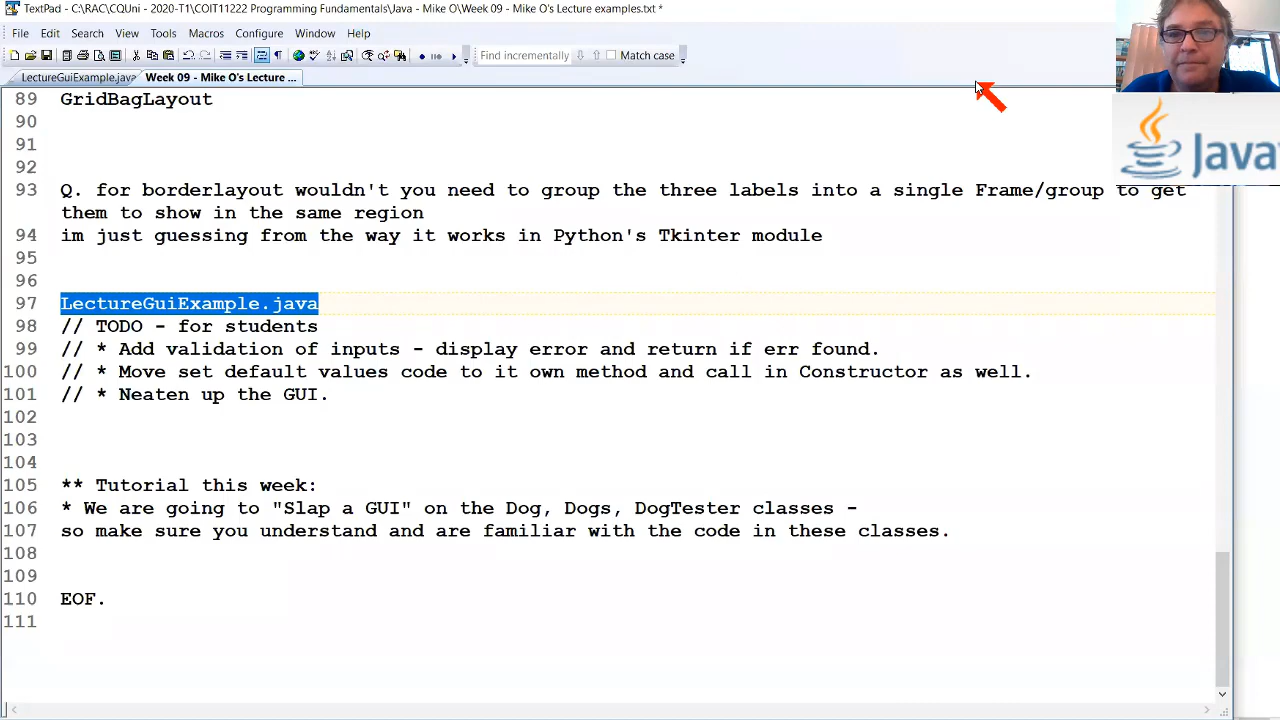 TextPad - C:\RAC\CQUni - 2020-T1\COIT11222 Programming Fundamentals\Java - Mike O\Week 09 - Mike O's Lecture examples.txt *
File Edit Search View Tools Macros Configure Window Help
Find incrementally Match case
LectureGuiExample.java Week 09 - Mike O's Lecture ...
89 GridBagLayout
90
91
92
93 Q. for borderlayout wouldn't you need to group the three labels into a single Frame/group to get
them to show in the same region
94 im just guessing from the way it works in Python's Tkinter module
95
96
97 LectureGuiExample.java
98 // TODO - for students
99 // * Add validation of inputs - display error and return if err found.
100 // * Move set default values code to it own method and call in Constructor as well.
101 // * Neaten up the GUI.
102
103
104
105 ** Tutorial this week:
106 * We are going to "Slap a GUI" on the Dog, Dogs, DogTester classes -
107 so make sure you understand and are familiar with the code in these classes.
108
109
110 EOF.
111
Java